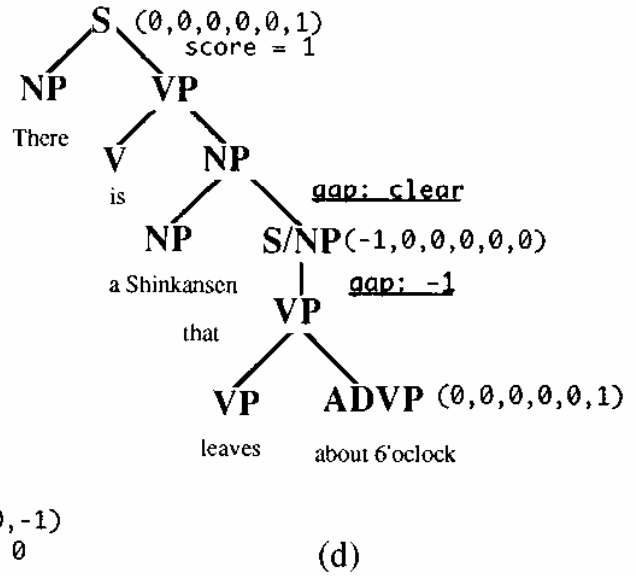 S (0,0,0,0,0,1)
score = 1
NP VP
There
V NP
is
gap: clear
NP S/NP(-1,0,0,0,0,0)
a Shinkansen gap: -1
VP
that
VP ADVP (0,0,0,0,0,1)
leaves about 6'oclock
,-1)
0
(d)